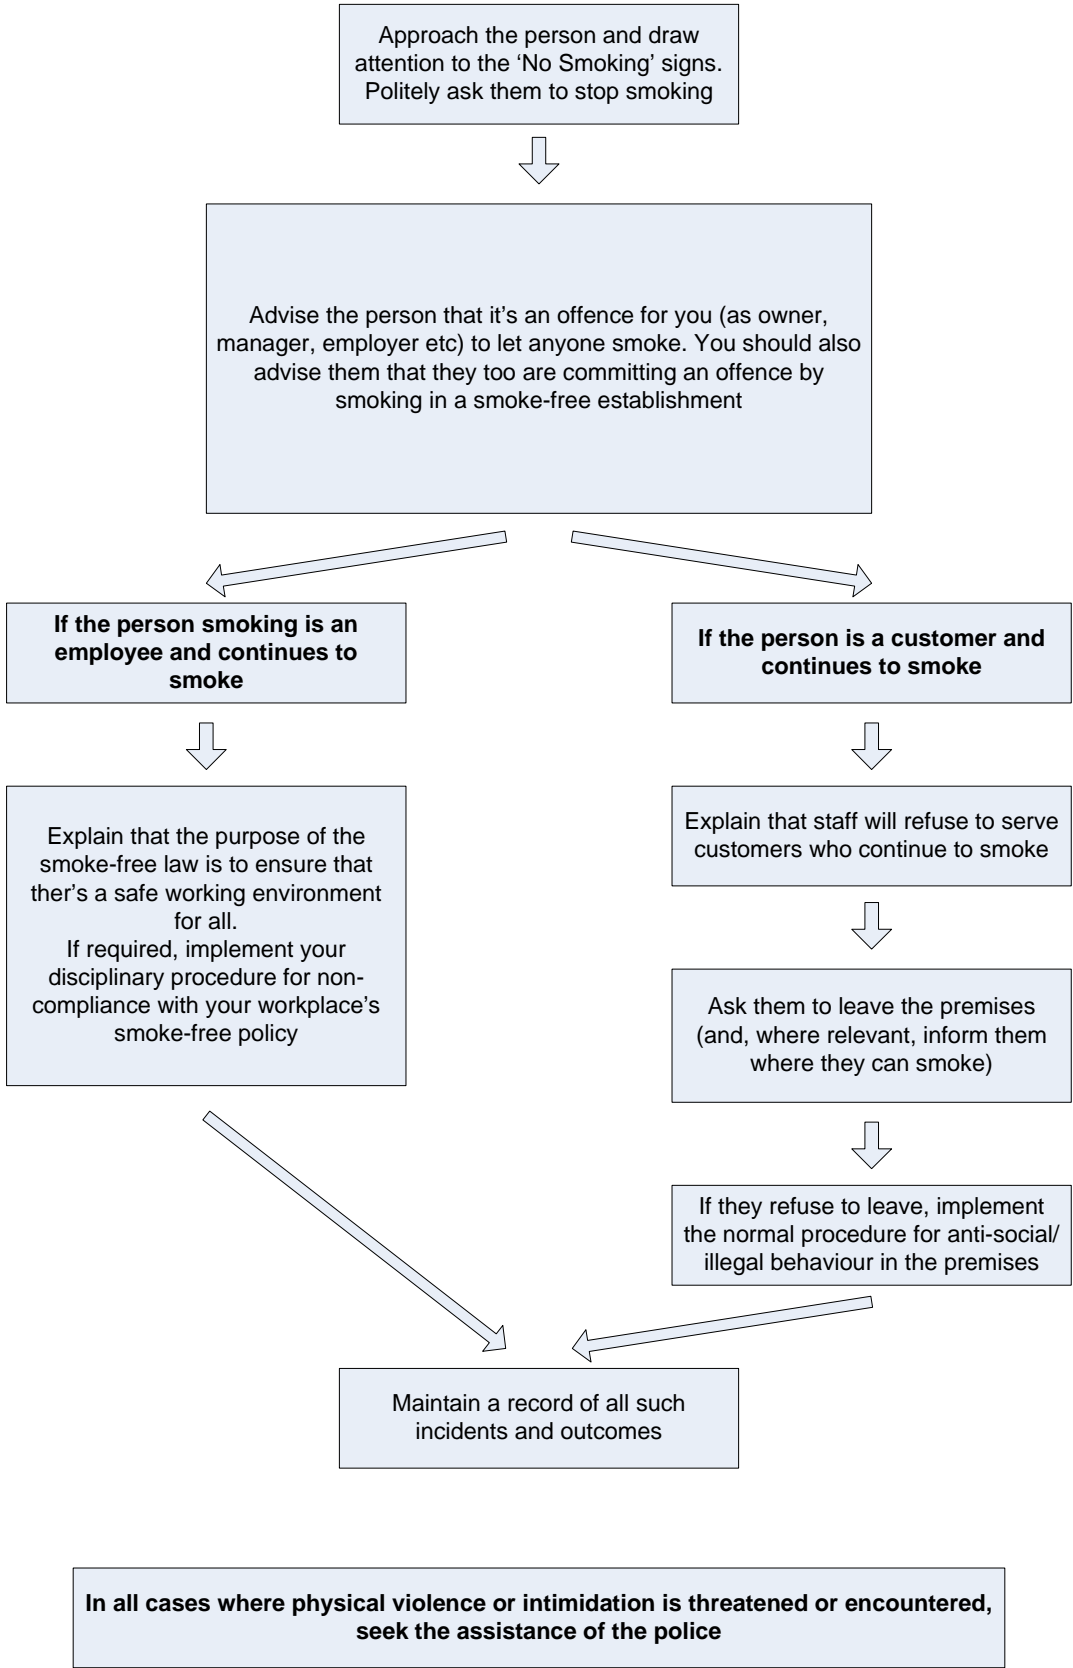 Approach the person and draw
attention to the ‘No Smoking’ signs.
Politely ask them to stop smoking
Advise the person that it’s an offence for you (as owner,
manager, employer etc) to let anyone smoke. You should also
advise them that they too are committing an offence by
smoking in a smoke-free establishment
If the person smoking is an
employee and continues to
smoke
Explain that the purpose of the
smoke-free law is to ensure that
ther’s a safe working environment
for all.
If required, implement your
disciplinary procedure for non-
compliance with your workplace’s
smoke-free policy
If the person is a customer and
continues to smoke
Explain that staff will refuse to serve
customers who continue to smoke
Ask them to leave the premises
(and, where relevant, inform them
where they can smoke)
If they refuse to leave, implement
the normal procedure for anti-social/
illegal behaviour in the premises
Maintain a record of all such
incidents and outcomes
In all cases where physical violence or intimidation is threatened or encountered,
seek the assistance of the police